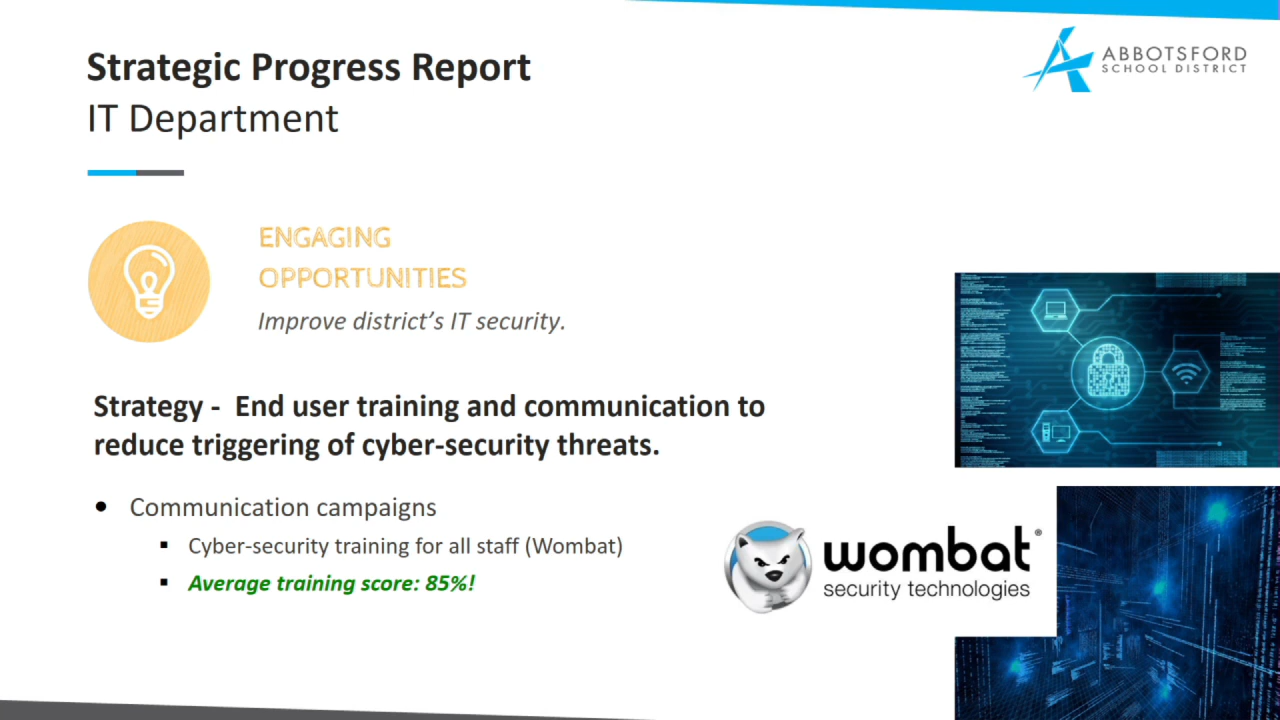 Strategic Progress Report
IT Department
ABBOTSFORD
SCHOOL DISTRICT
ENGAGING
OPPORTUNITIES
Improve district's IT security.
Strategy - End user training and communication to
reduce triggering of cyber-security threats.
• Communication campaigns
▪ Cyber-security training for all staff (Wombat)
▪ Average training score: 85%!
wombat®
security technologies